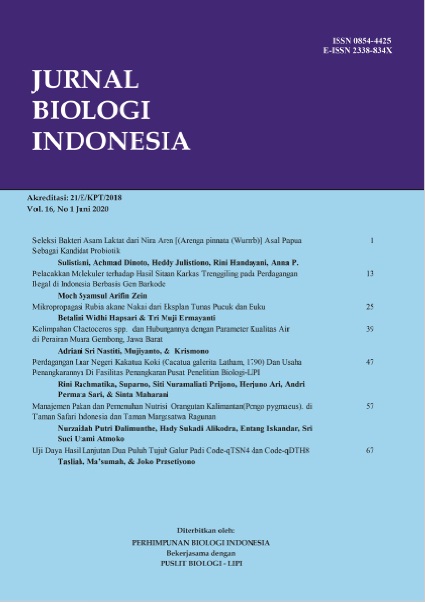 ISSN 0854-4425
E-ISSN 2338-834X
JURNAL
BIOLOGI
INDONESIA
Akreditasi: 21/E/KPT/2018
Vol. 16, No 1 Juni 2020
Seleksi Bakteri Asam Laktat dari Nira Aren [(Arenga pinnata (Wurmb)] Asal Papua 1
Sebagai Kandidat Probiotik
Sulistiani, Achmad Dinoto, Heddy Julistiono, Rini Handayani, Anna P.
Pelacakkan Molekuler terhadap Hasil Sitaan Karkas Trenggiling pada Perdagangan 13
Ilegal di Indonesia Berbasis Gen Barkode
Moch Syamsul Arifin Zein
Mikropropagasi Rubia akane Nakai dari Eksplan Tunas Pucuk dan Buku 25
Betalini Widhi Hapsari & Tri Muji Ermayanti
Kelimpahan Chaetoceros spp. dan Hubungannya dengan Parameter Kualitas Air 39
di Perairan Muara Gembong, Jawa Barat
Adriani Sri Nastiti, Mujiyanto, & Krismono
Perdagangan Luar Negeri Kakatua Koki (Cacatua galerita Latham, 1790) Dan Usaha 47
Penangkarannya Di Fasilitas Penangkaran Pusat Penelitian Biologi-LIPI
Rini Rachmatika, Suparno, Siti Nuramaliati Prijono, Herjuno Ari, Andri
Permata Sari, & Sinta Maharani
Manajemen Pakan dan Pemenuhan Nutrisi Orangutan Kalimantan(Pongo pygmaeus). di 57
Taman Safari Indonesia dan Taman Margasatwa Ragunan
Nurzaidah Putri Dalimunthe, Hady Sukadi Alikodra, Entang Iskandar, Sri
Suci Utami Atmoko
Uji Daya Hasil Lanjutan Dua Puluh Tujuh Galur Padi Code-qTSN4 dan Code-qDTH8 67
Tasliah, Ma'sumah, & Joko Prasetiyono
Diterbitkan oleh:
PERHIMPUNAN BIOLOGI INDONESIA
Bekerjasama dengan
PUSLIT BIOLOGI - LIPI